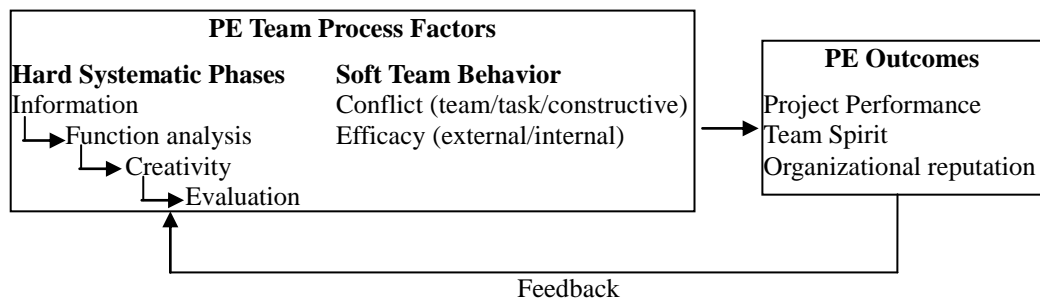 PE Team Process Factors
Hard Systematic Phases
Information
Function analysis
Creativity
Evaluation
Soft Team Behavior
Conflict (team/task/constructive)
Efficacy (external/internal)
PE Outcomes
Project Performance
Team Spirit
Organizational reputation
Feedback